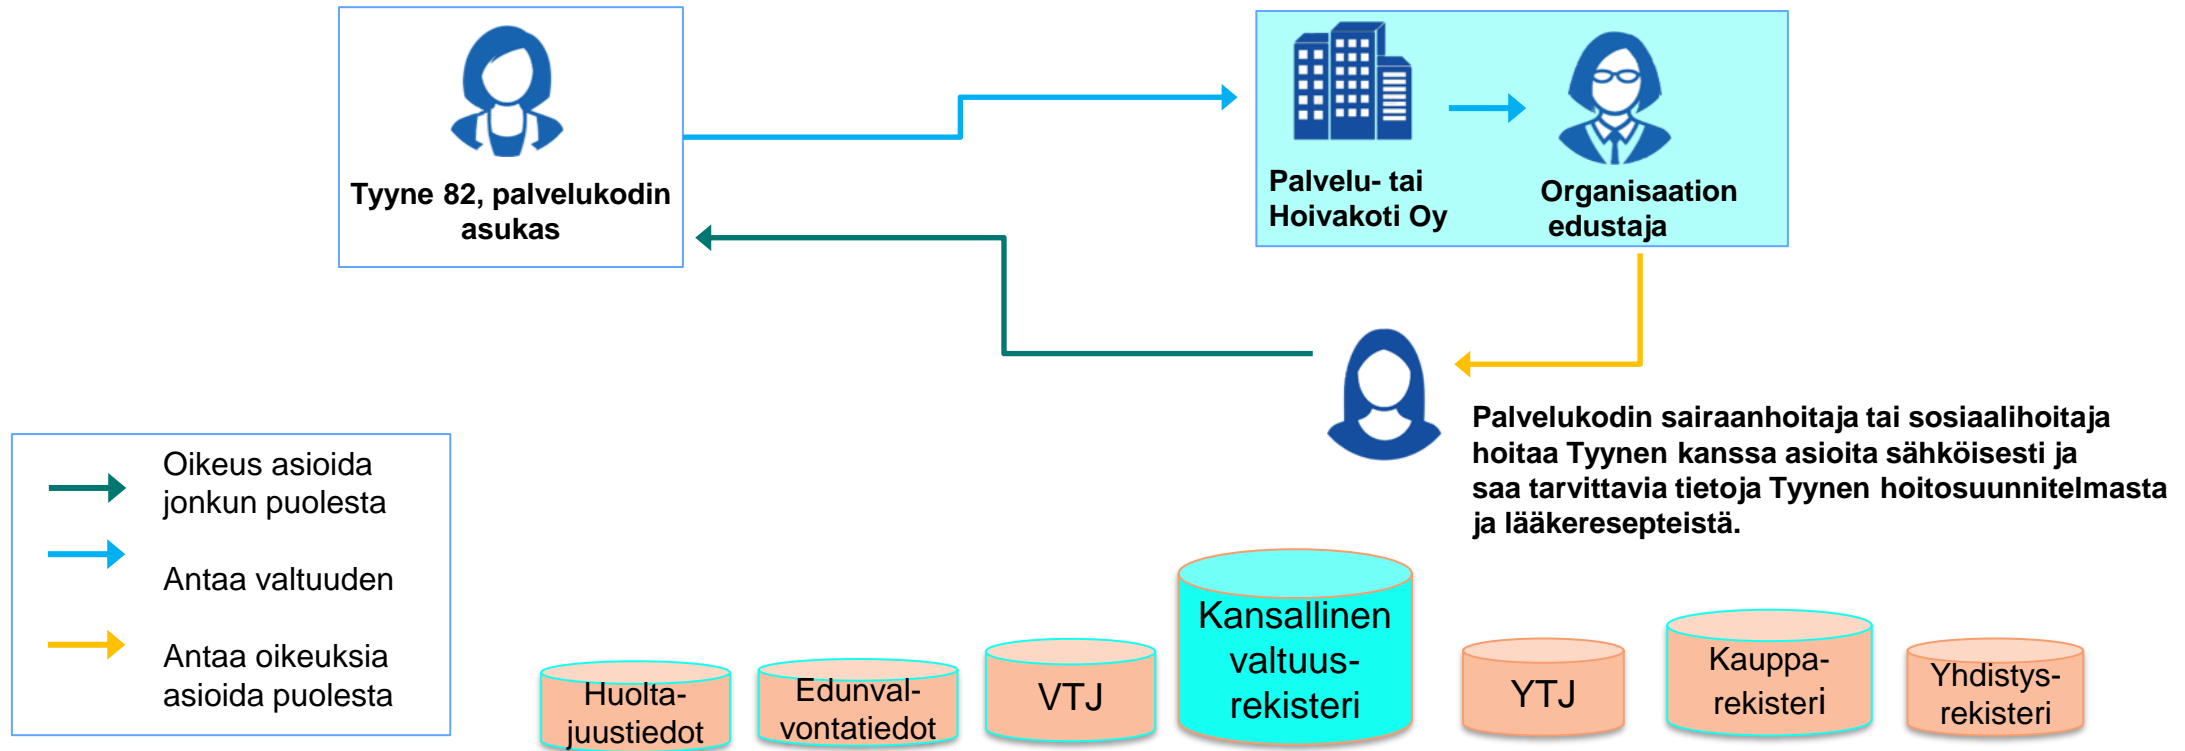 Tyyne 82, palvelukodin
asukas
Palvelu- tai
Hoivakoti Oy
Organisaation
edustaja
Palvelukodin sairaanhoitaja tai sosiaalihoitaja
hoitaa Tyynen kanssa asioita sähköisesti ja
saa tarvittavia tietoja Tyynen hoitosuunnitelmasta
ja lääkeresepteistä.
Oikeus asioida
jonkun puolesta
Antaa valtuuden
Antaa oikeuksia
asioida puolesta
Huolta-
juustiedot
Edunval-
vontatiedot
VTJ
Kansallinen
valtuus-
rekisteri
YTJ
Kauppa-
rekisteri
Yhdistys-
rekisteri